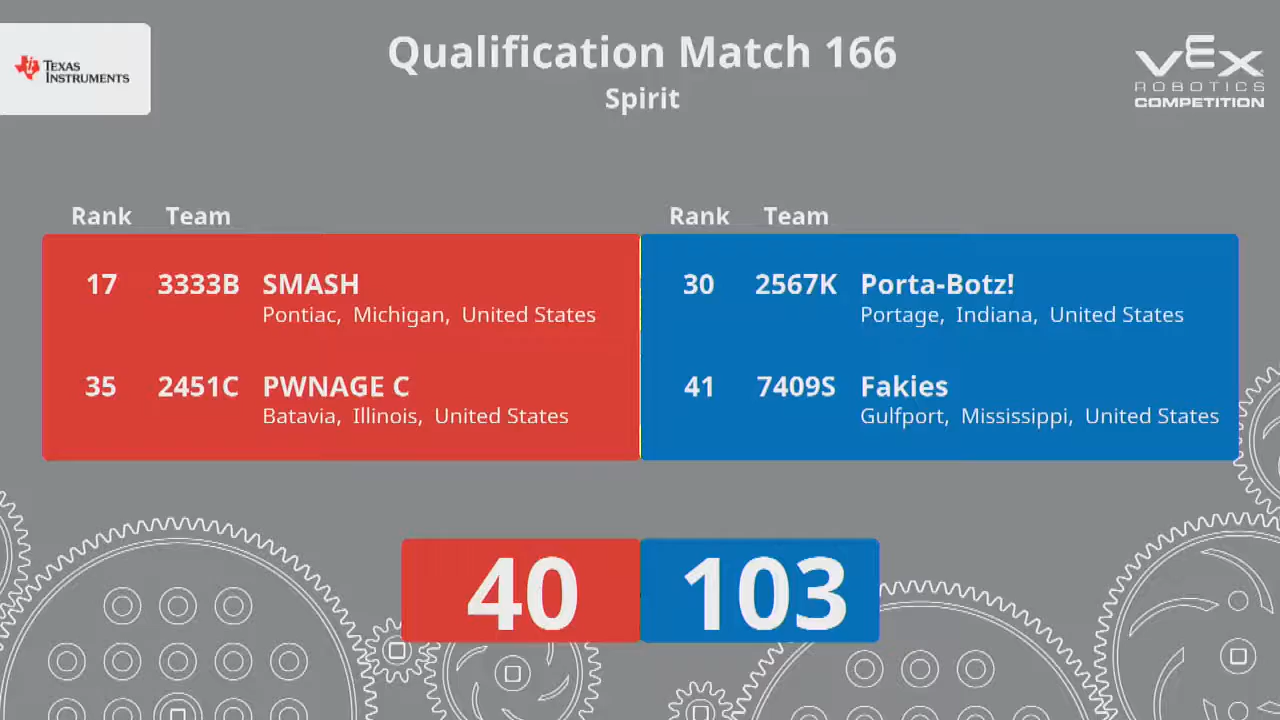 TEXAS
INSTRUMENTS
Qualification Match 166
Spirit
VEX
ROBOTICS
COMPETITION
Rank Team
17 3333B SMASH
Pontiac, Michigan, United States
35 2451C PWNAGE C
Batavia, Illinois, United States
Rank Team
30 2567K Porta-Botz!
Portage, Indiana, United States
41 7409S Fakies
Gulfport, Mississippi, United States
40 103